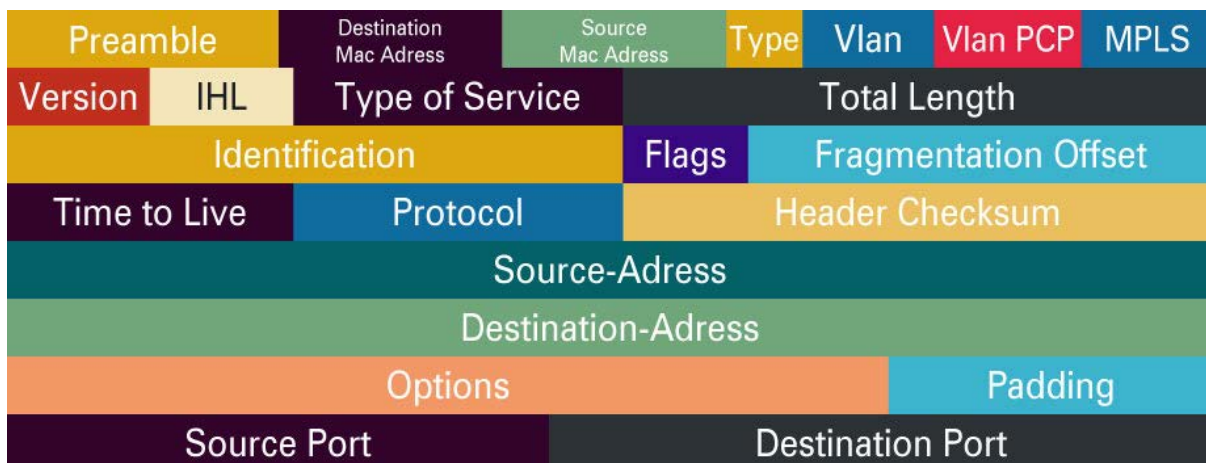 Preamble Destination Mac Adress Source Mac Adress Type Vlan Vlan PCP MPLS
Version IHL Type of Service Total Length
Identification Flags Fragmentation Offset
Time to Live Protocol Header Checksum
Source-Adress
Destination-Adress
Options Padding
Source Port Destination Port